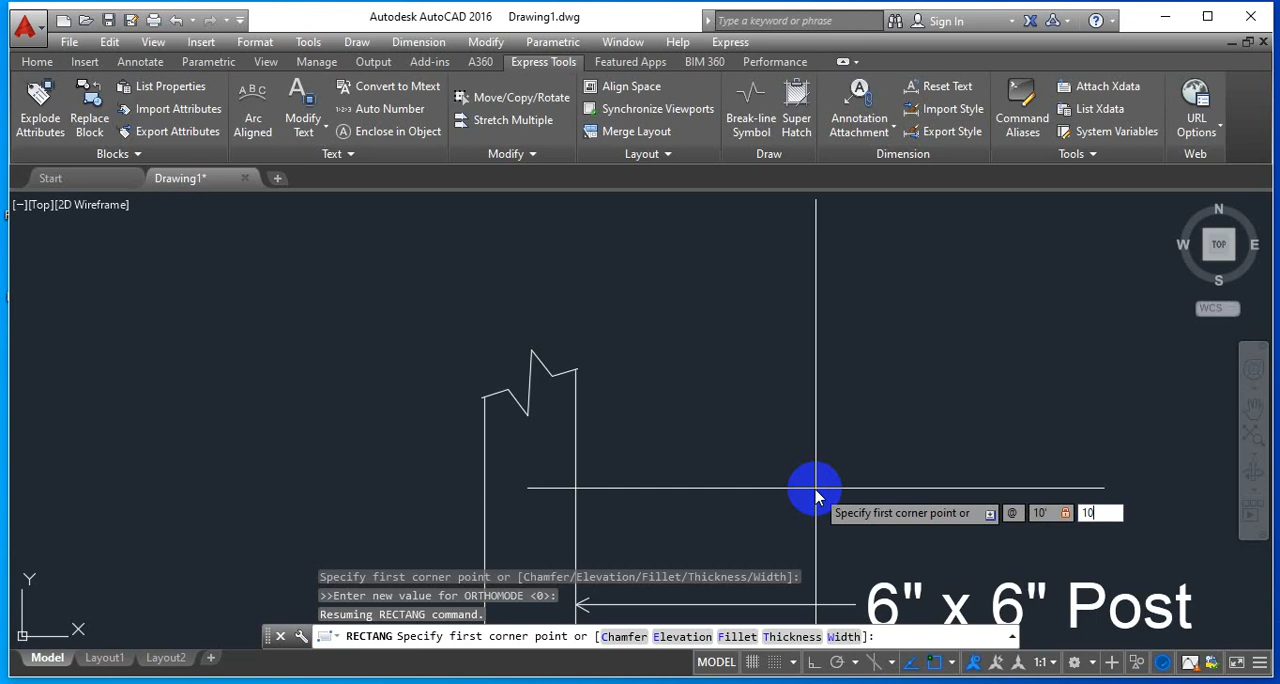 Autodesk AutoCAD 2016 Drawing1.dwg Type a keyword or phrase Sign In
File Edit View Insert Format Tools Draw Dimension Modify Parametric Window Help Express
Home Insert Annotate Parametric View Manage Output Add-ins A360 Express Tools Featured Apps BIM 360 Performance
Explode Attributes
Replace Block
List Properties
Import Attributes
Export Attributes
Blocks
Arc Aligned
Modify Text
Convert to Mtext
Auto Number
Enclose in Object
Text
Move/Copy/Rotate
Stretch Multiple
Modify
Align Space
Synchronize Viewports
Merge Layout
Layout
Break-line Symbol
Super Hatch
Draw
Annotation Attachment
Reset Text
Import Style
Export Style
Dimension
Command Aliases
Attach Xdata
List Xdata
System Variables
Tools
URL Options
Web
Start Drawing1*
[−][Top][2D Wireframe]
N
W TOP E
S
WCS
Specify first corner point or @ 10' 10
Y
X
Specify first corner point or [Chamfer/Elevation/Fillet/Thickness/Width]:
>>Enter new value for ORTHOMODE <0>:
Resuming RECTANG command.
6" x 6" Post
RECTANG Specify first corner point or [Chamfer Elevation Fillet Thickness Width]:
Model Layout1 Layout2 MODEL 1:1